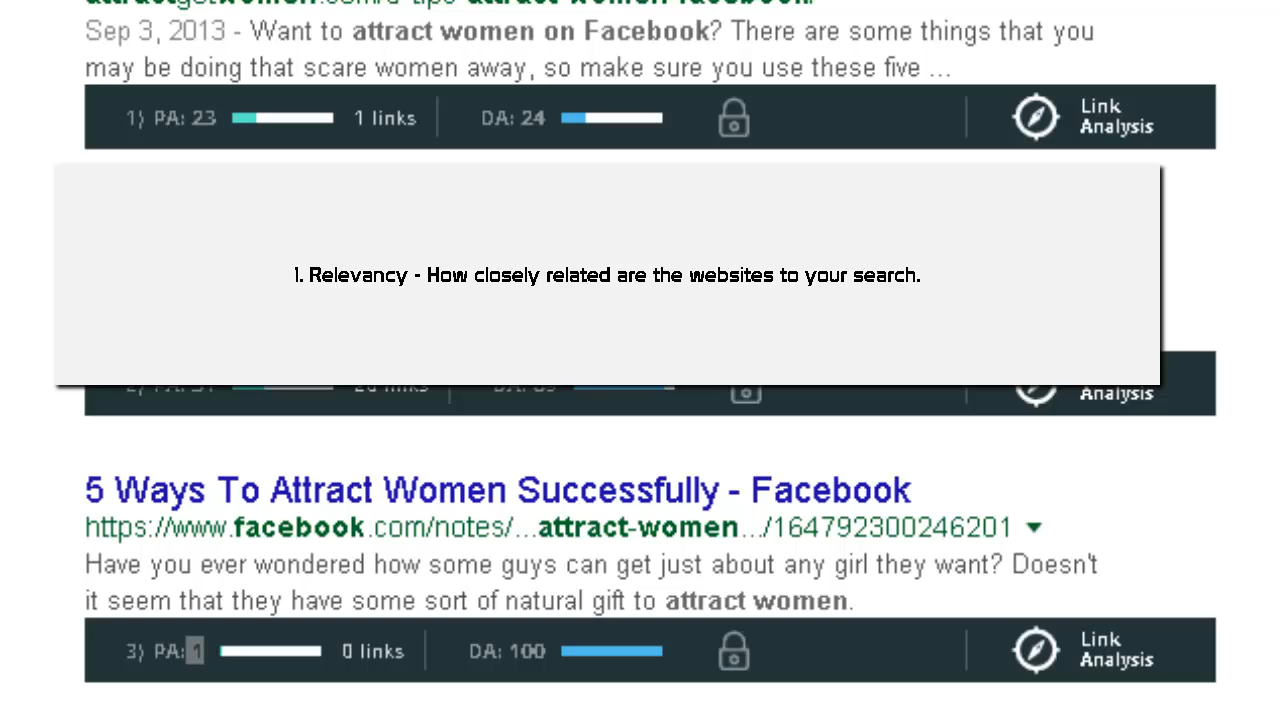 Sep 3, 2013 - Want to attract women on Facebook? There are some things that you
may be doing that scare women away, so make sure you use these five ...
1) PA: 23 1 links DA: 24 Link Analysis
1. Relevancy - How closely related are the websites to your search.
Analysis
5 Ways To Attract Women Successfully - Facebook
https://www.facebook.com/notes/...attract-women.../164792300246201
Have you ever wondered how some guys can get just about any girl they want? Doesn't
it seem that they have some sort of natural gift to attract women.
3) PA: 1 0 links DA: 100 Link Analysis